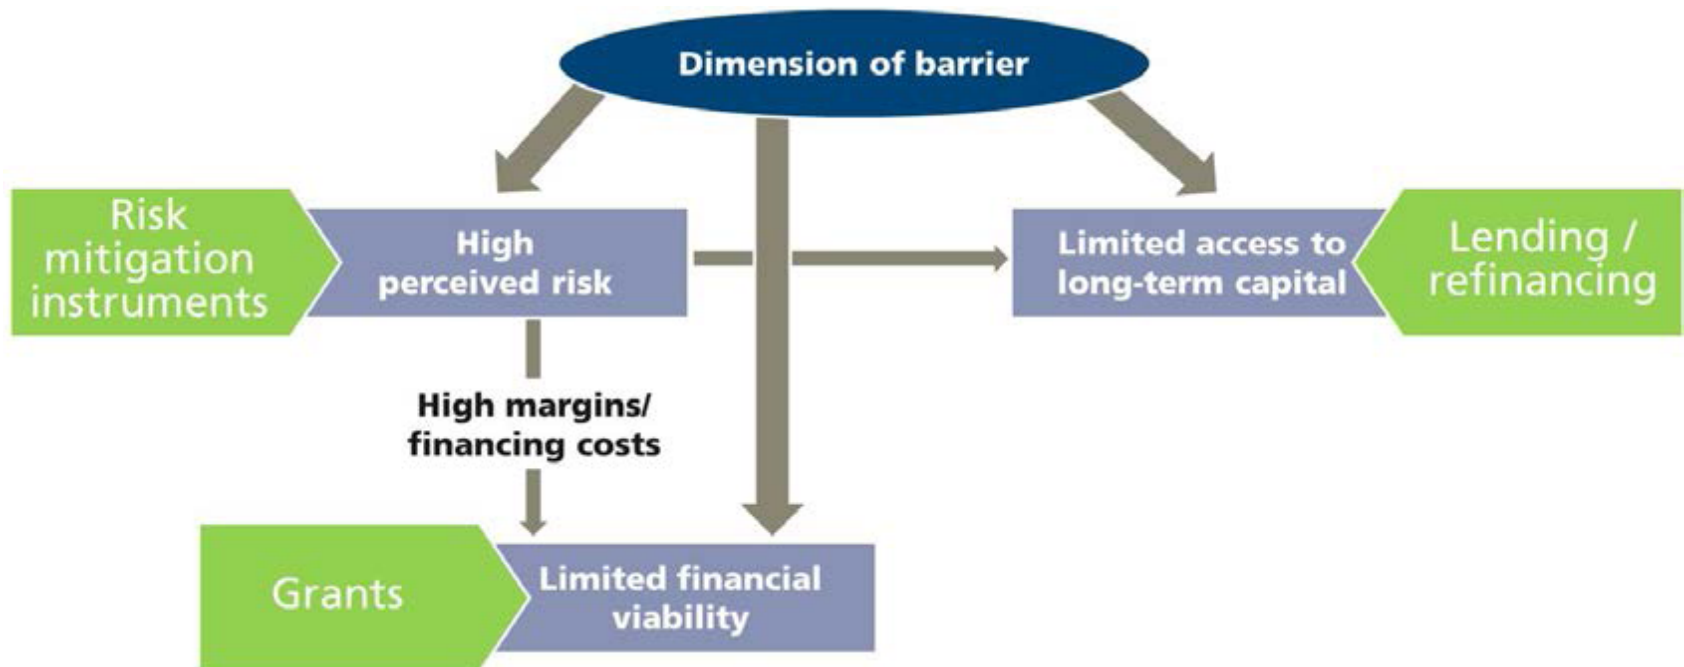 Dimension of barrier
Risk
mitigation
instruments
High
perceived risk
Limited access to
long-term capital
Lending /
refinancing
High margins/
financing costs
Grants
Limited financial
viability